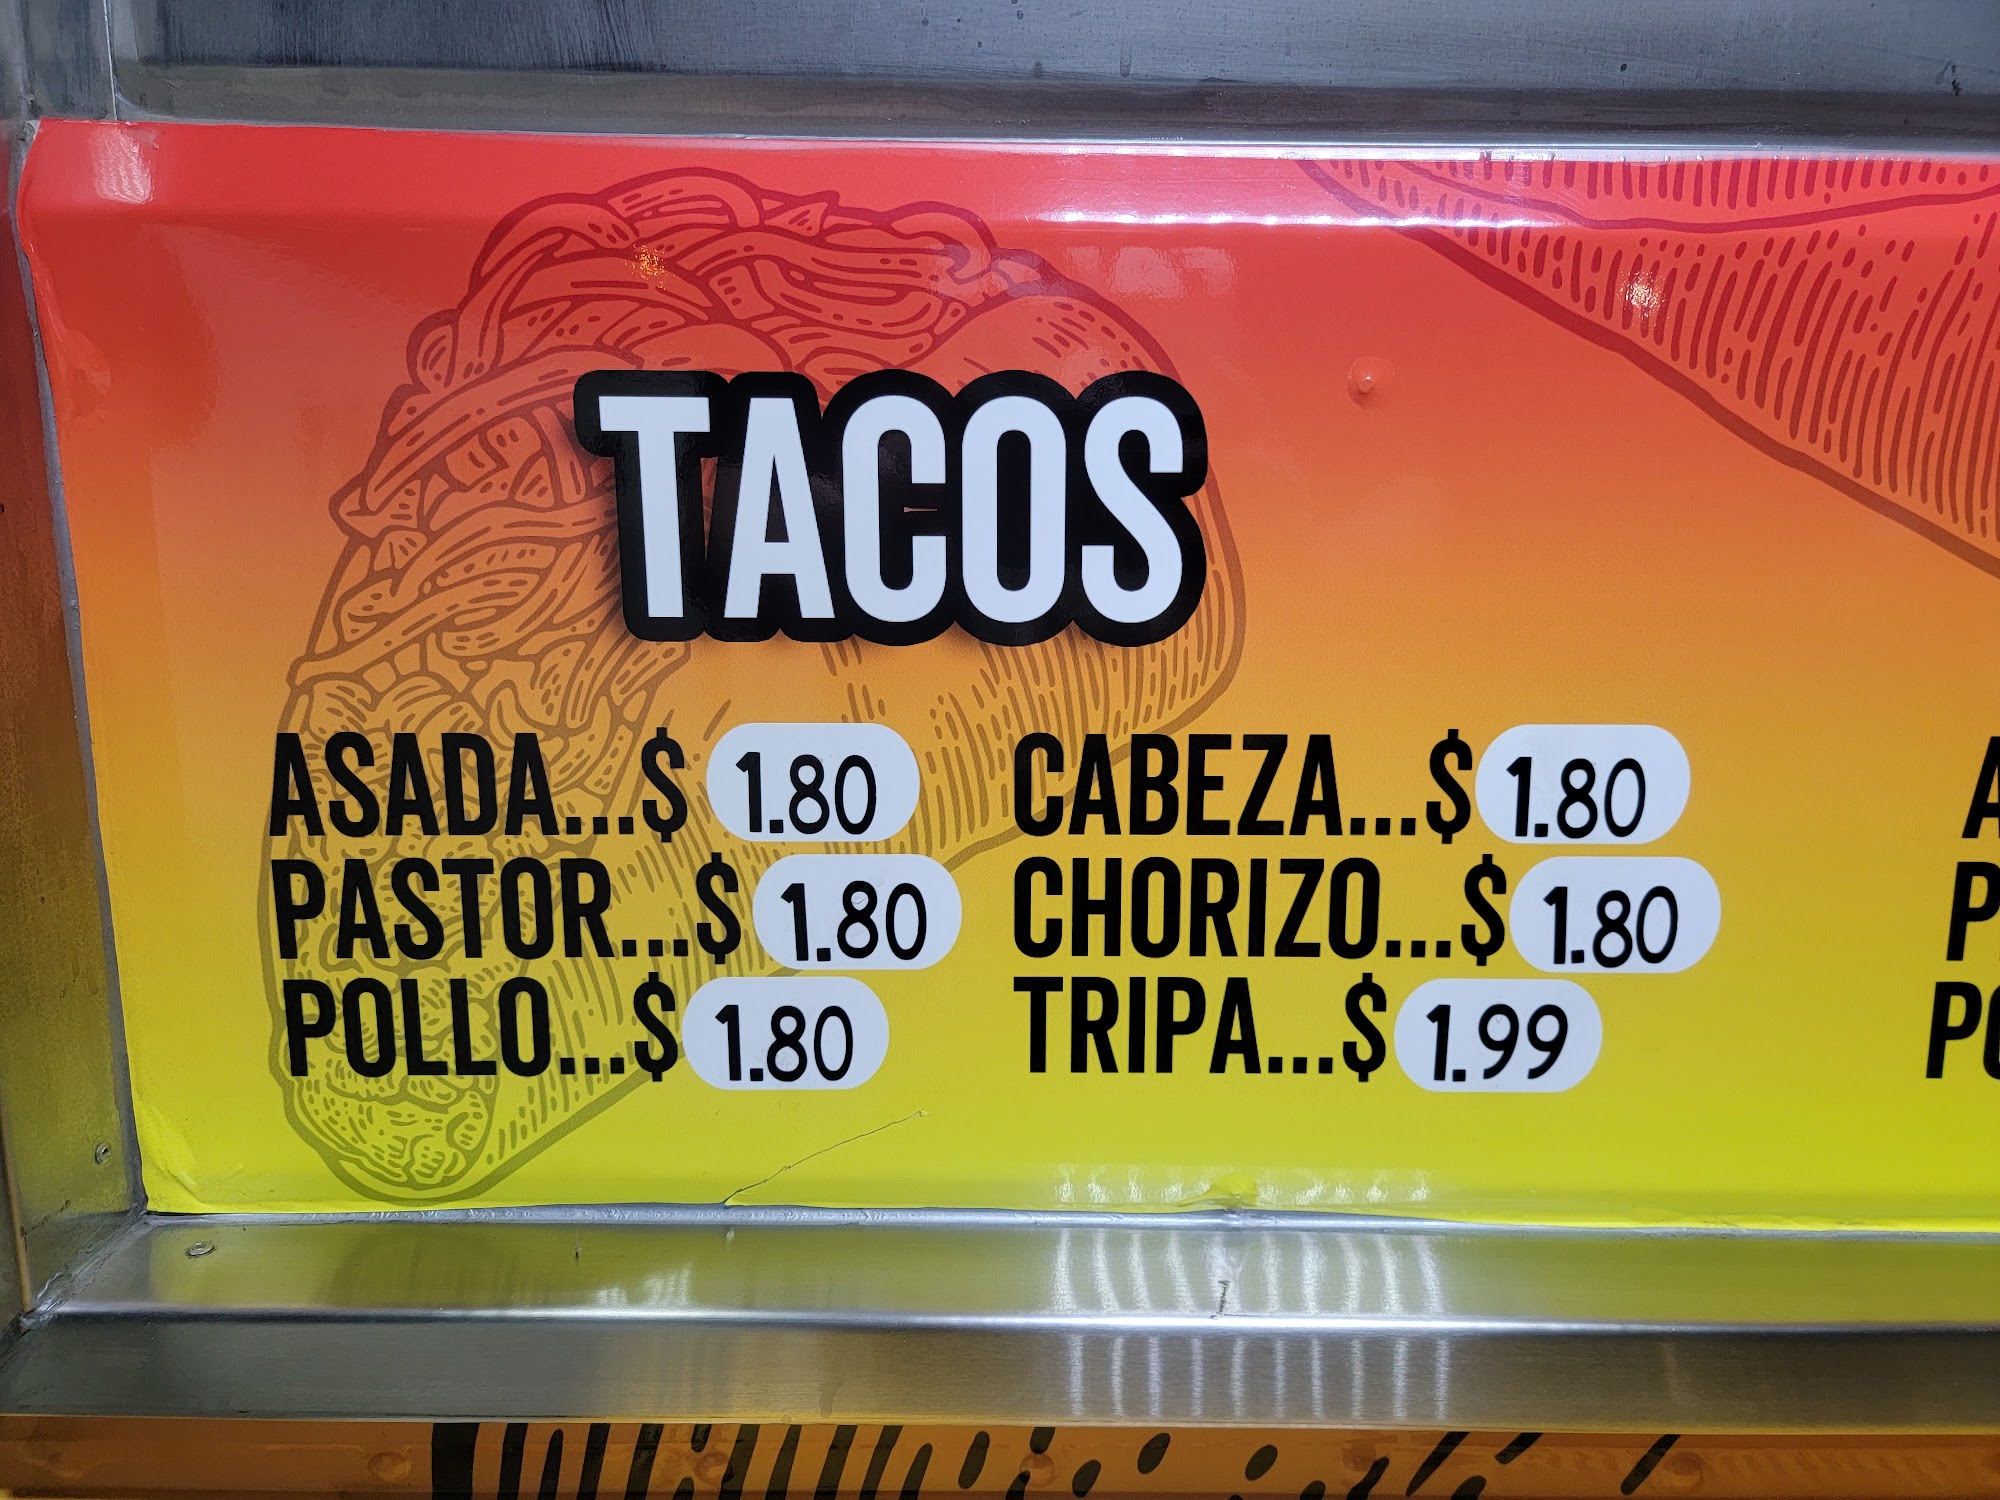 TACOS
ASADA...$ 1.80
PASTOR...$ 1.80
POLLO...$ 1.80
CABEZA...$ 1.80
CHORIZO...$ 1.80
TRIPA...$ 1.99